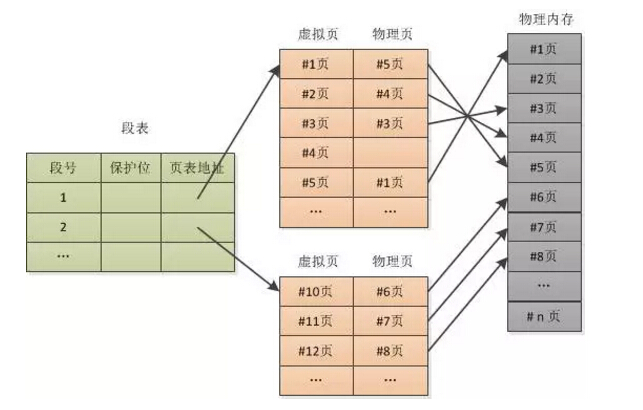 段表
段号 保护位 页表地址
1
2
...
虚拟页 物理页
#1页 #5页
#2页 #4页
#3页 #3页
#4页
#5页 #1页
... ...
虚拟页 物理页
#10页 #6页
#11页 #7页
#12页 #8页
... ...
物理内存
#1页
#2页
#3页
#4页
#5页
#6页
#7页
#8页
...
# n 页